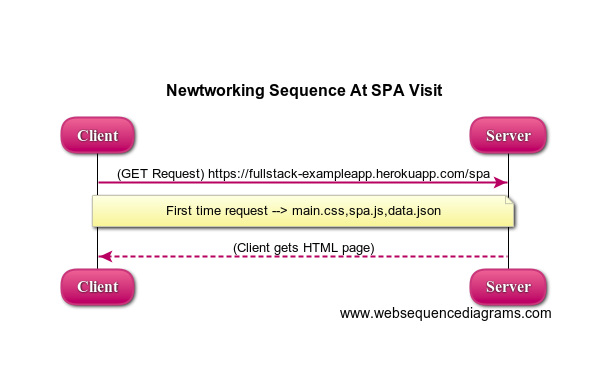 Newtworking Sequence At SPA Visit
Client
Server
(GET Request) https://fullstack-exampleapp.herokuapp.com/spa
First time request --> main.css,spa.js,data.json
(Client gets HTML page)
Client
Server
www.websequencediagrams.com